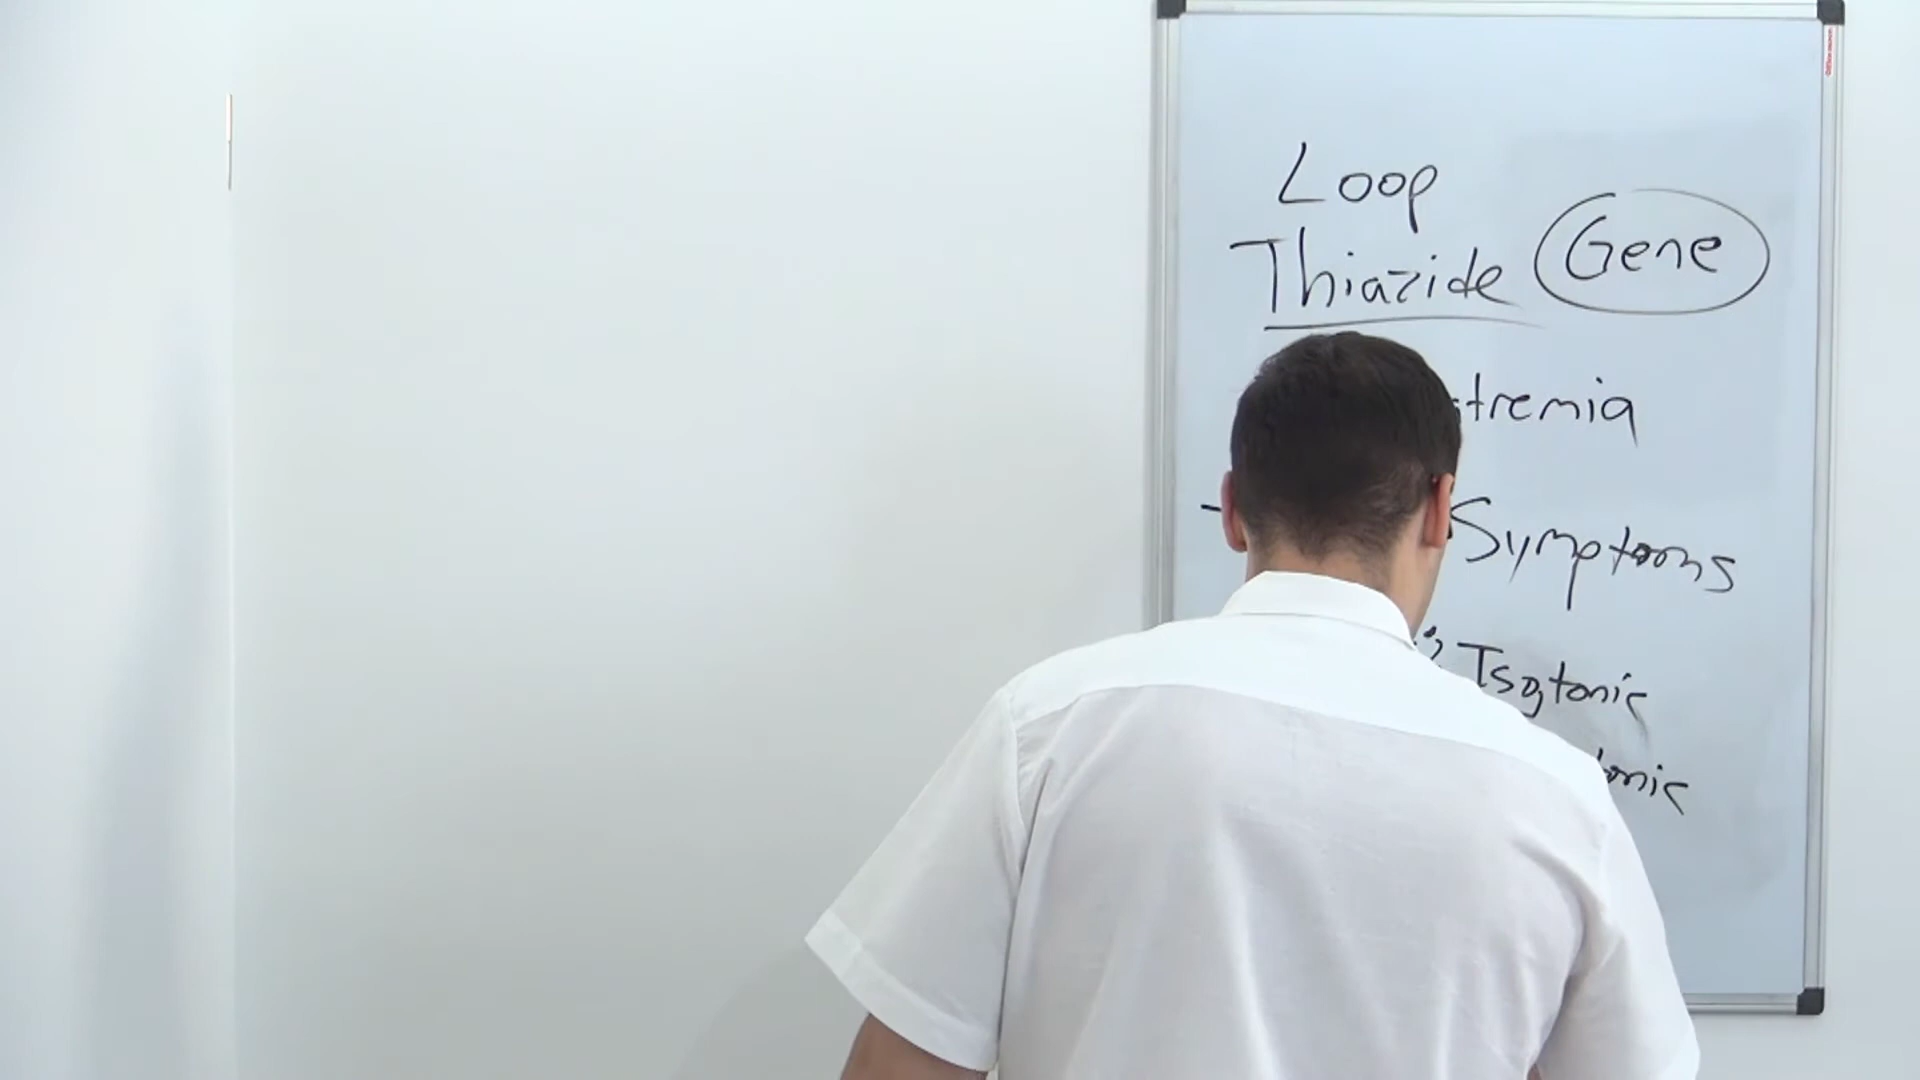 Loop
Thiazide Gene
tremia
- Symptoms
Isotonic
tonic